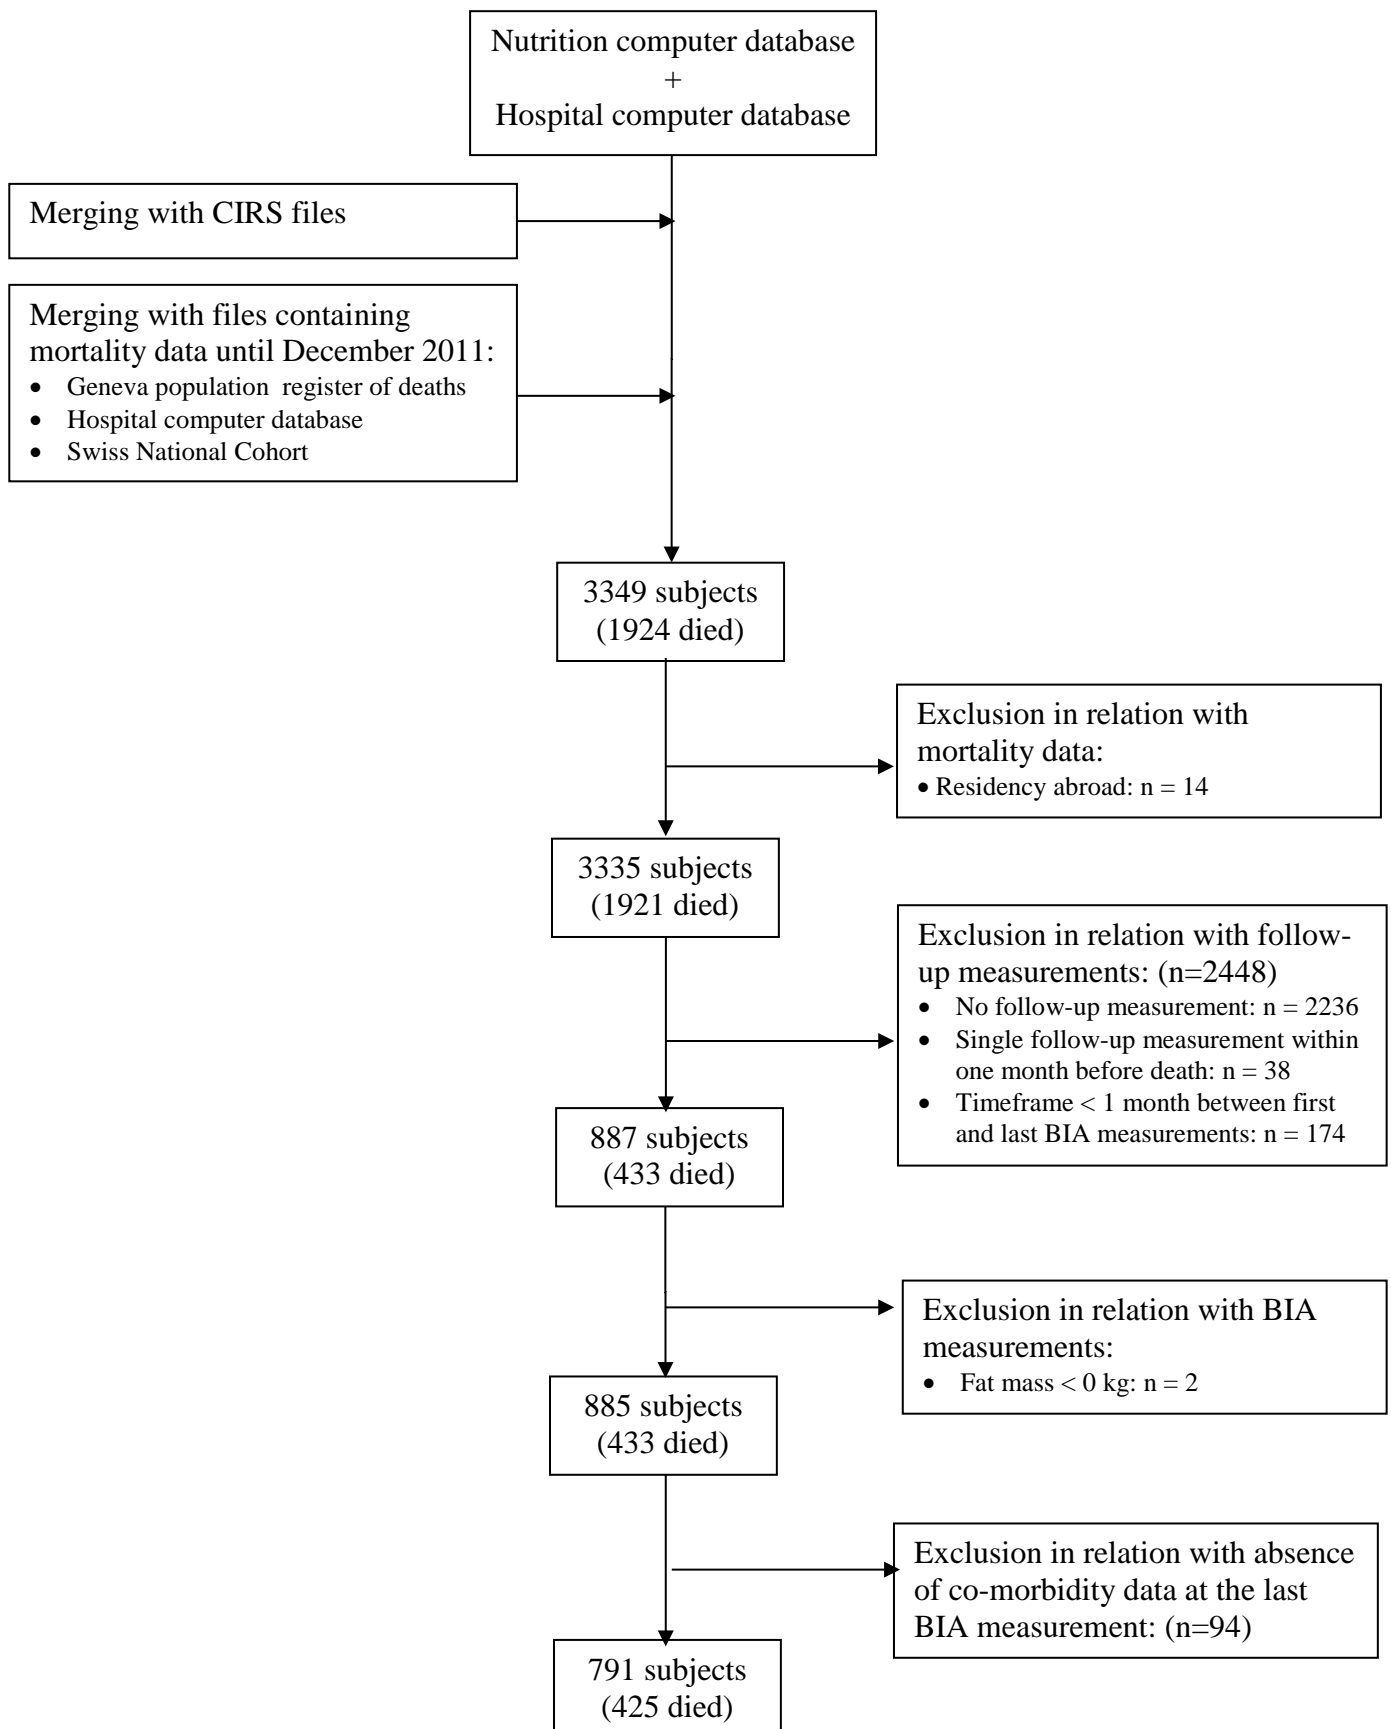 Nutrition computer database
+
Hospital computer database
Merging with CIRS files
Merging with files containing
mortality data until December 2011:
• Geneva population register of deaths
• Hospital computer database
• Swiss National Cohort
3349 subjects
(1924 died)
Exclusion in relation with
mortality data:
• Residency abroad: n = 14
3335 subjects
(1921 died)
Exclusion in relation with follow-
up measurements: (n=2448)
• No follow-up measurement: n = 2236
• Single follow-up measurement within
one month before death: n = 38
• Timeframe < 1 month between first
and last BIA measurements: n = 174
887 subjects
(433 died)
Exclusion in relation with BIA
measurements:
• Fat mass < 0 kg: n = 2
885 subjects
(433 died)
Exclusion in relation with absence
of co-morbidity data at the last
BIA measurement: (n=94)
791 subjects
(425 died)